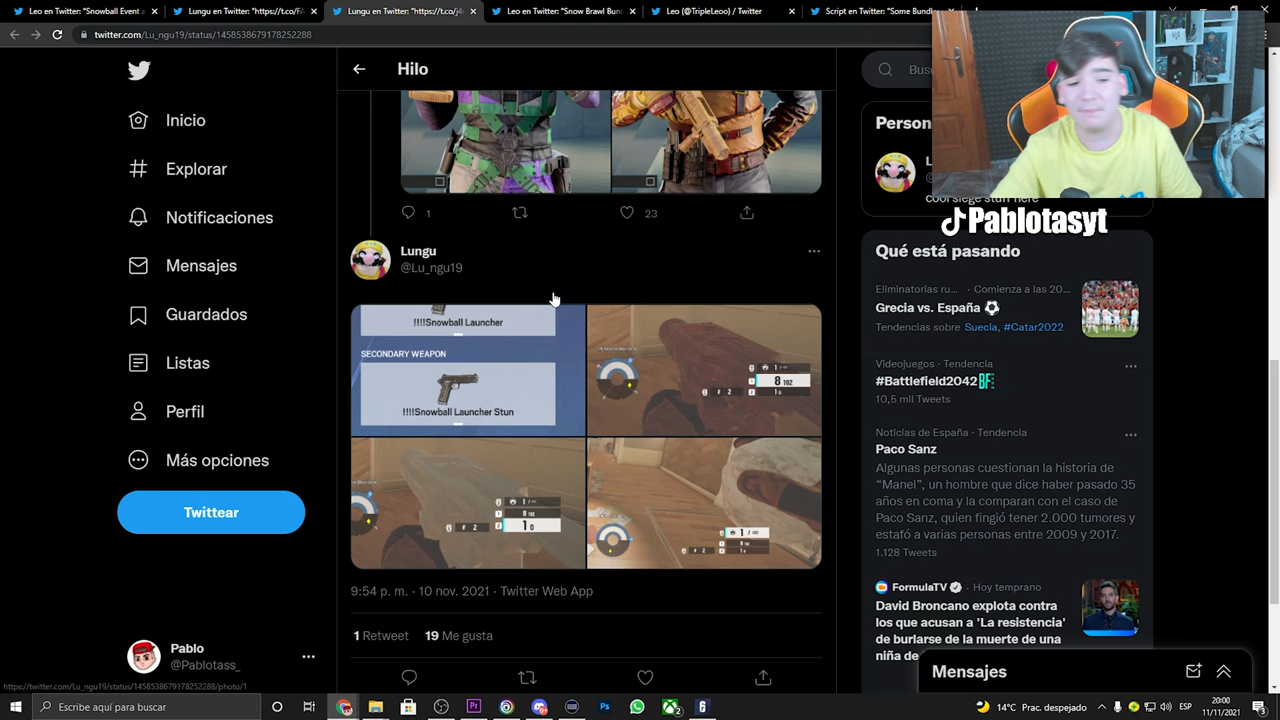 Leo en Twitter: "Snowball Event a
Lungu en Twitter: "https://t.co/FA
Lungu en Twitter: "https://t.co/j4
Leo en Twitter: "Snow Brawl Bun
Leo (@TripleLeoo) / Twitter
Script en Twitter: "Some Bundle
twitter.com/Lu_ngu19/status/1458538679178252288
Hilo
Inicio
Explorar
Notificaciones
Mensajes
Guardados
Listas
Perfil
Más opciones
Twittear
Pablo
@Pablotass_
1
23
Lungu
@Lu_ngu19
!!!!Snowball Launcher
SECONDARY WEAPON
!!!!Snowball Launcher Stun
8 192
1 0
9:54 p. m. · 10 nov. 2021 · Twitter Web App
1 Retweet 19 Me gusta
Person
cool siege stuff here
Pablotasyt
Qué está pasando
Eliminatorias ru... · Comienza a las 20...
Grecia vs. España
Tendencias sobre Suecia, #Catar2022
Videojuegos · Tendencia
#Battlefield2042
10,5 mil Tweets
Noticias de España · Tendencia
Paco Sanz
Algunas personas cuestionan la historia de
“Manel”, un hombre que dice haber pasado 35
años en coma y la comparan con el caso de
Paco Sanz, quien fingió tener 2.000 tumores y
estafó a varias personas entre 2009 y 2017.
1.128 Tweets
FormulaTV · Hoy temprano
David Broncano explota contra
los que acusan a 'La resistencia'
de burlarse de la muerte de una
Mensajes
https://twitter.com/Lu_ngu19/status/1458538679178252288/photo/1
Escribe aquí para buscar
14°C Prac. despejado
ESP
20:00
11/11/2021